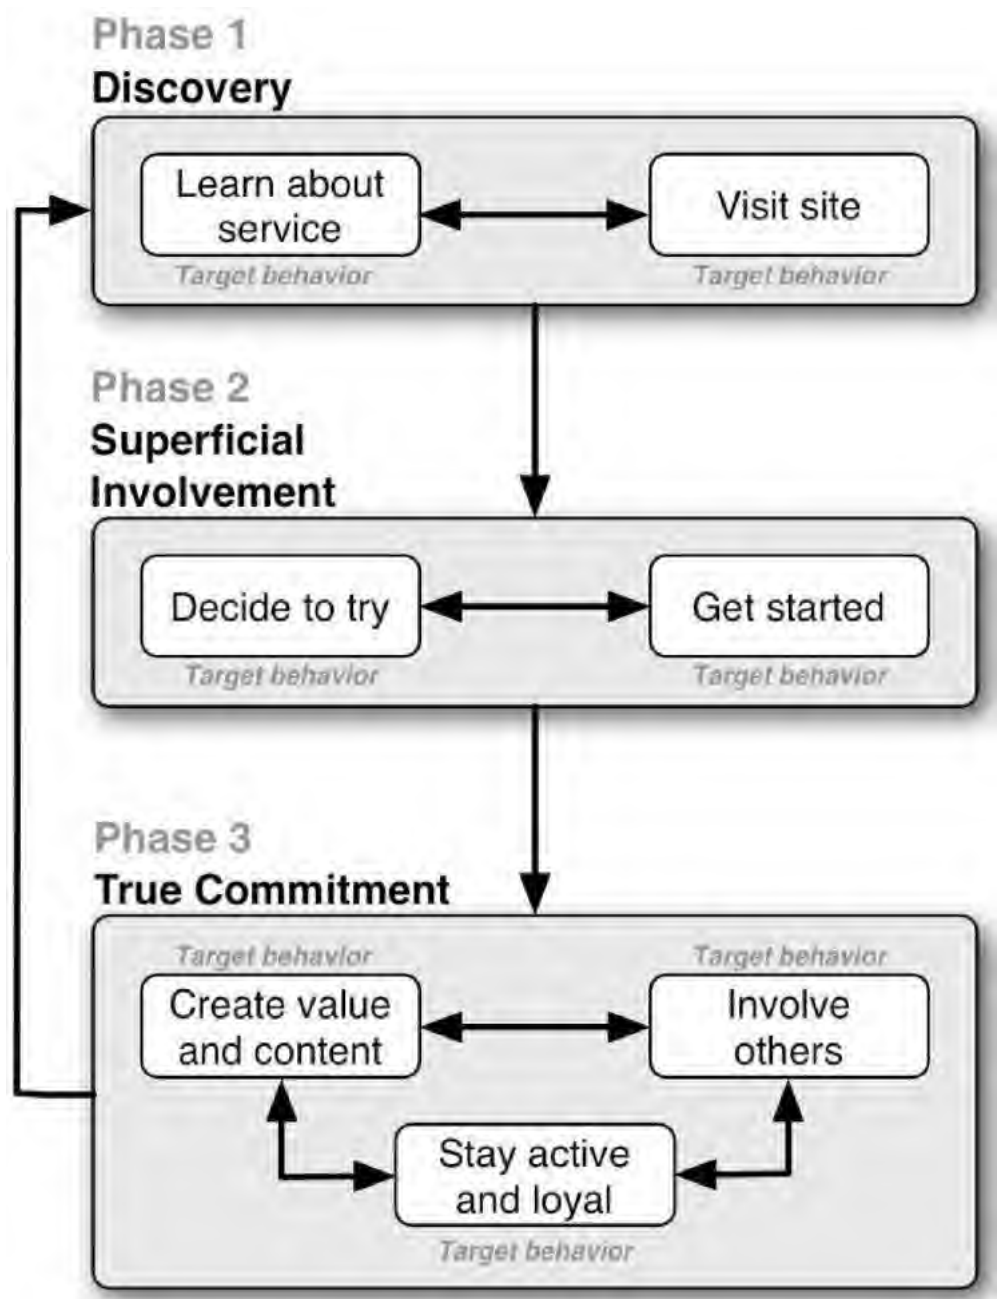 Phase 1
Discovery
Learn about
service
Target behavior
Visit site
Target behavior
Phase 2
Superficial
Involvement
Decide to try
Target behavior
Get started
Target behavior
Phase 3
True Commitment
Target behavior
Create value
and content
Target behavior
Involve
others
Stay active
and loyal
Target behavior